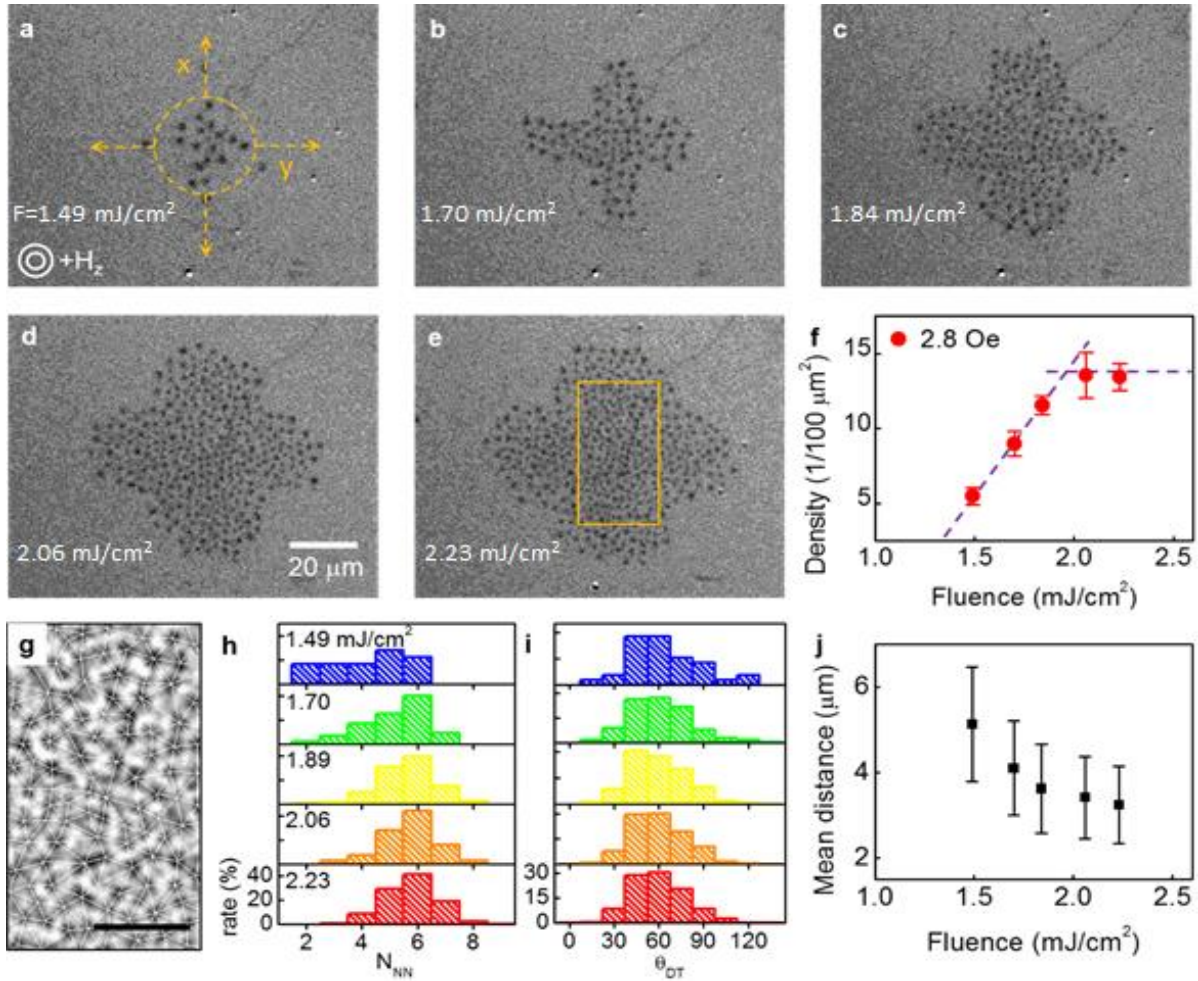 a
x
y
F=1.49 mJ/cm²
+Hz
b
1.70 mJ/cm²
c
1.84 mJ/cm²
d
2.06 mJ/cm²
20 μm
e
2.23 mJ/cm²
f
2.8 Oe
15
10
5
1.0 1.5 2.0 2.5
Density (1/100 μm²)
Fluence (mJ/cm²)
g
h
1.49 mJ/cm²
1.70
1.89
2.06
2.23
40
20
0
rate (%)
2 4 6 8
N_NN
i
30
15
0
0 30 60 90 120
θ_DT
j
6
4
2
1.0 1.5 2.0 2.5
Mean distance (μm)
Fluence (mJ/cm²)